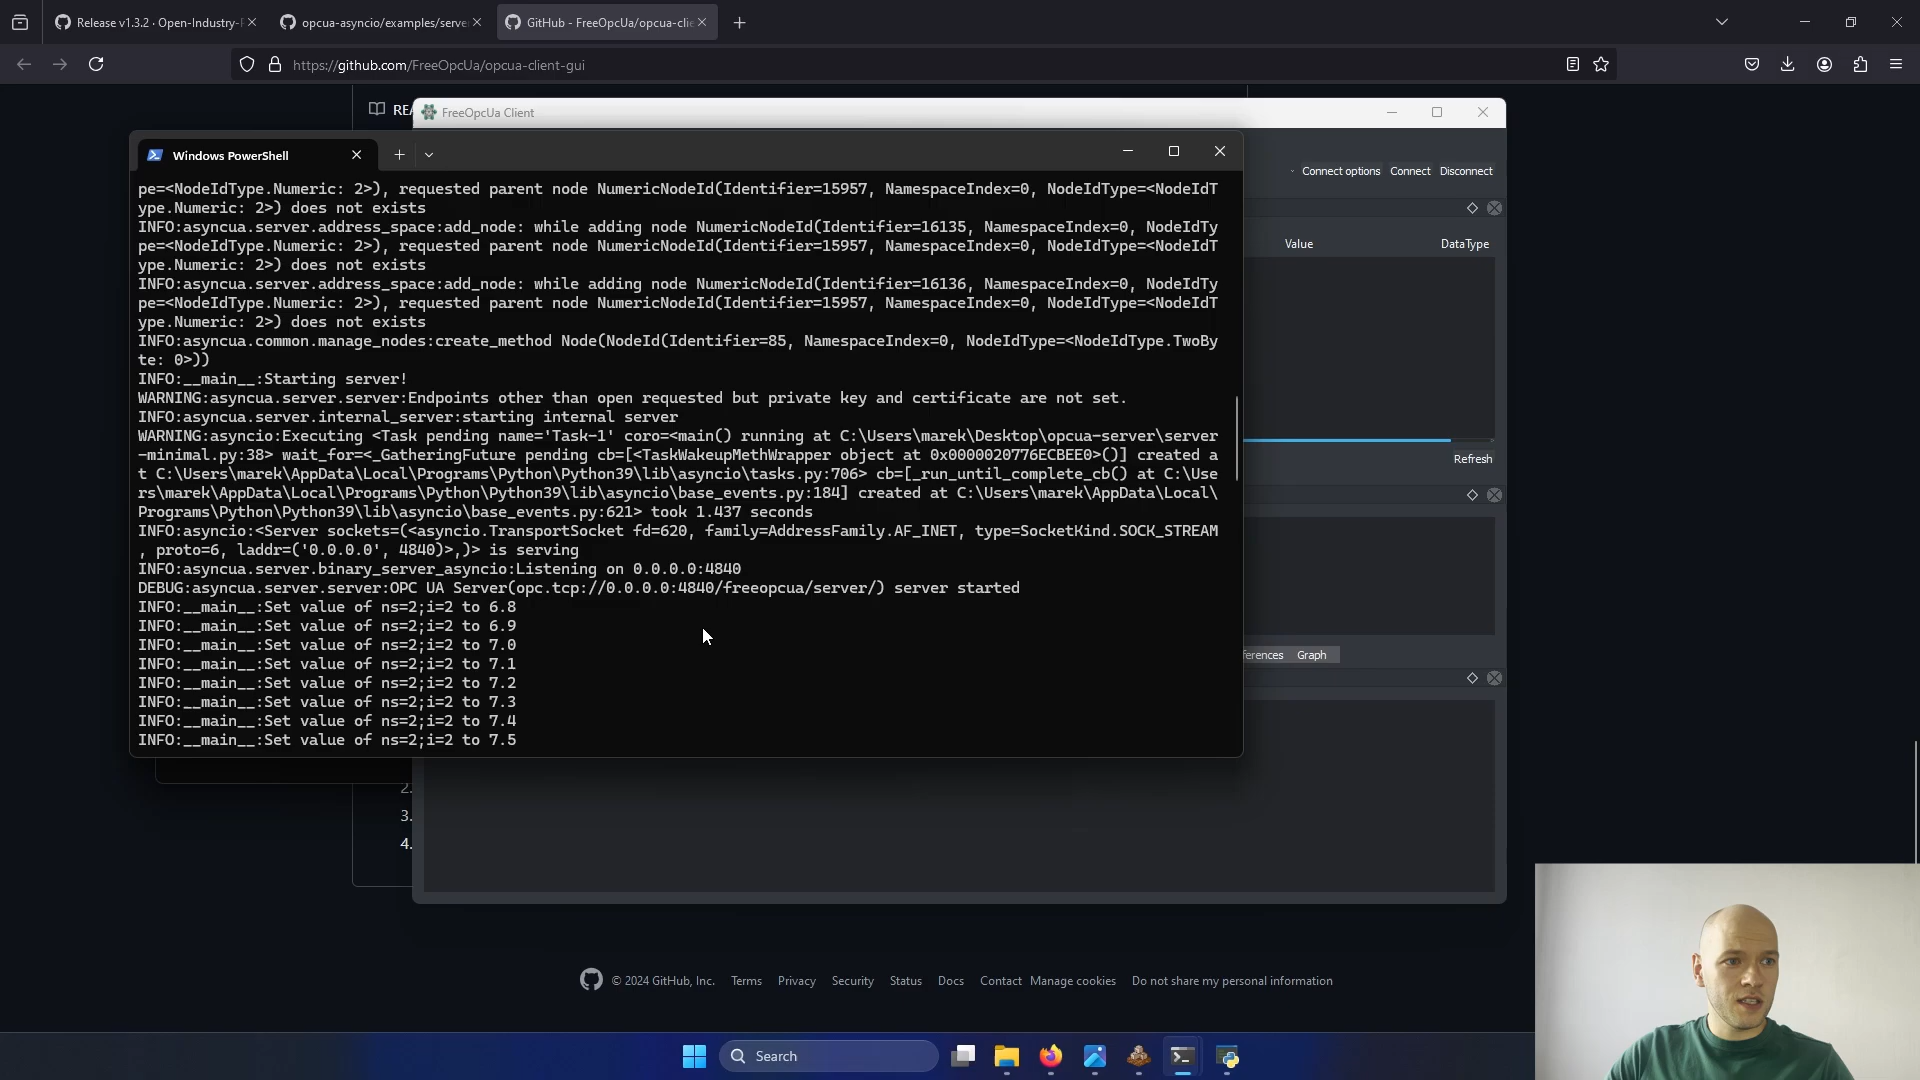 Release v1.3.2 · Open-Industry-
opcua-asyncio/examples/serve
GitHub - FreeOpcUa/opcua-clie
https://github.com/FreeOpcUa/opcua-client-gui
REA
FreeOpcUa Client
Windows PowerShell
Connect options Connect Disconnect
Value DataType
Refresh
ferences Graph
pe=<NodeIdType.Numeric: 2>), requested parent node NumericNodeId(Identifier=15957, NamespaceIndex=0, NodeIdType=<NodeIdT
ype.Numeric: 2>) does not exists
INFO:asyncua.server.address_space:add_node: while adding node NumericNodeId(Identifier=16135, NamespaceIndex=0, NodeIdTy
pe=<NodeIdType.Numeric: 2>), requested parent node NumericNodeId(Identifier=15957, NamespaceIndex=0, NodeIdType=<NodeIdT
ype.Numeric: 2>) does not exists
INFO:asyncua.server.address_space:add_node: while adding node NumericNodeId(Identifier=16136, NamespaceIndex=0, NodeIdTy
pe=<NodeIdType.Numeric: 2>), requested parent node NumericNodeId(Identifier=15957, NamespaceIndex=0, NodeIdType=<NodeIdT
ype.Numeric: 2>) does not exists
INFO:asyncua.common.manage_nodes:create_method Node(NodeId(Identifier=85, NamespaceIndex=0, NodeIdType=<NodeIdType.TwoBy
te: 0>))
INFO:__main__:Starting server!
WARNING:asyncua.server.server:Endpoints other than open requested but private key and certificate are not set.
INFO:asyncua.server.internal_server:starting internal server
WARNING:asyncio:Executing <Task pending name='Task-1' coro=<main() running at C:\Users\marek\Desktop\opcua-server\server
-minimal.py:38> wait_for=<_GatheringFuture pending cb=[<TaskWakeupMethWrapper object at 0x0000020776ECBEE0>()] created a
t C:\Users\marek\AppData\Local\Programs\Python\Python39\lib\asyncio\tasks.py:706> cb=[_run_until_complete_cb() at C:\Use
rs\marek\AppData\Local\Programs\Python\Python39\lib\asyncio\base_events.py:184] created at C:\Users\marek\AppData\Local\
Programs\Python\Python39\lib\asyncio\base_events.py:621> took 1.437 seconds
INFO:asyncio:<Server sockets=(<asyncio.TransportSocket fd=620, family=AddressFamily.AF_INET, type=SocketKind.SOCK_STREAM
, proto=6, laddr=('0.0.0.0', 4840)>,)> is serving
INFO:asyncua.server.binary_server_asyncio:Listening on 0.0.0.0:4840
DEBUG:asyncua.server.server:OPC UA Server(opc.tcp://0.0.0.0:4840/freeopcua/server/) server started
INFO:__main__:Set value of ns=2;i=2 to 6.8
INFO:__main__:Set value of ns=2;i=2 to 6.9
INFO:__main__:Set value of ns=2;i=2 to 7.0
INFO:__main__:Set value of ns=2;i=2 to 7.1
INFO:__main__:Set value of ns=2;i=2 to 7.2
INFO:__main__:Set value of ns=2;i=2 to 7.3
INFO:__main__:Set value of ns=2;i=2 to 7.4
INFO:__main__:Set value of ns=2;i=2 to 7.5
2.
3.
4.
© 2024 GitHub, Inc. Terms Privacy Security Status Docs Contact Manage cookies Do not share my personal information
Search